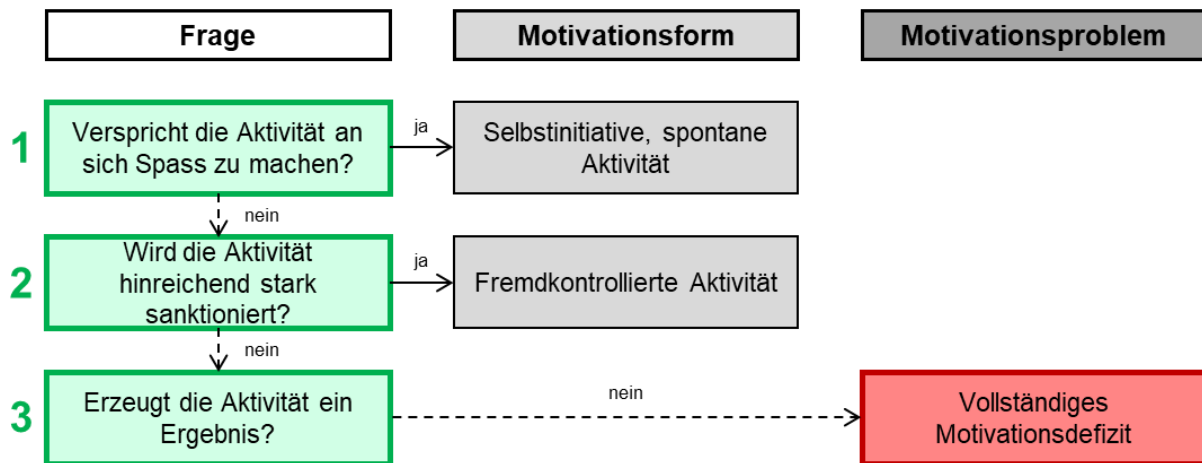 Frage
Motivationsform
Motivationsproblem
1
Verspricht die Aktivität an
sich Spass zu machen?
ja
Selbstinitiative, spontane
Aktivität
nein
2
Wird die Aktivität
hinreichend stark
sanktioniert?
ja
Fremdkontrollierte Aktivität
nein
3
Erzeugt die Aktivität ein
Ergebnis?
nein
Vollständiges
Motivationsdefizit